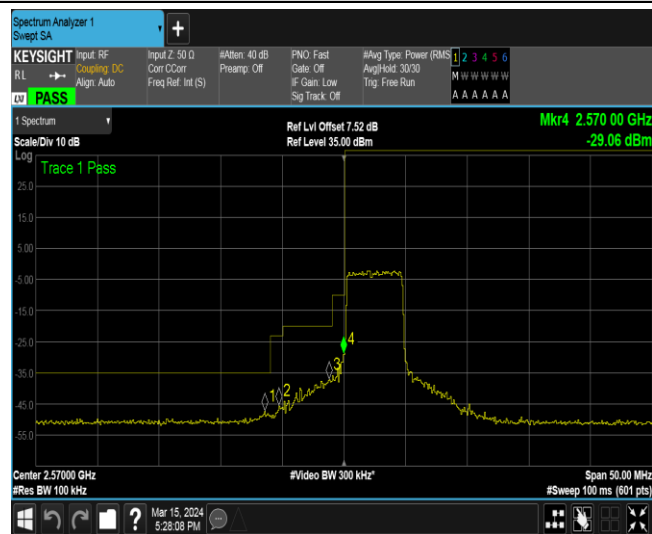 Spectrum Analyzer 1
Swept SA
+
KEYSIGHT Input: RF Input Z: 50 Ω #Atten: 40 dB PNO: Fast #Avg Type: Power (RMS 1 2 3 4 5 6
RL Coupling: DC Corr CCorr Preamp: Off Gate: Off Avg|Hold: 30/30 M W W W W W
Align: Auto Freq Ref: Int (S) IF Gain: Low Trig: Free Run
Sig Track: Off A A A A A A
LXI PASS
1 Spectrum Ref Lvl Offset 7.52 dB Mkr4 2.570 00 GHz
Scale/Div 10 dB Ref Level 35.00 dBm -29.06 dBm
Log
Trace 1 Pass
25.0
15.0
5.00
-5.00
-15.0
-25.0
4
-35.0
3
1 2
-45.0
-55.0
Center 2.57000 GHz #Video BW 300 kHz* Span 50.00 MHz
#Res BW 100 kHz #Sweep 100 ms (601 pts)
? Mar 15, 2024
5:28:08 PM